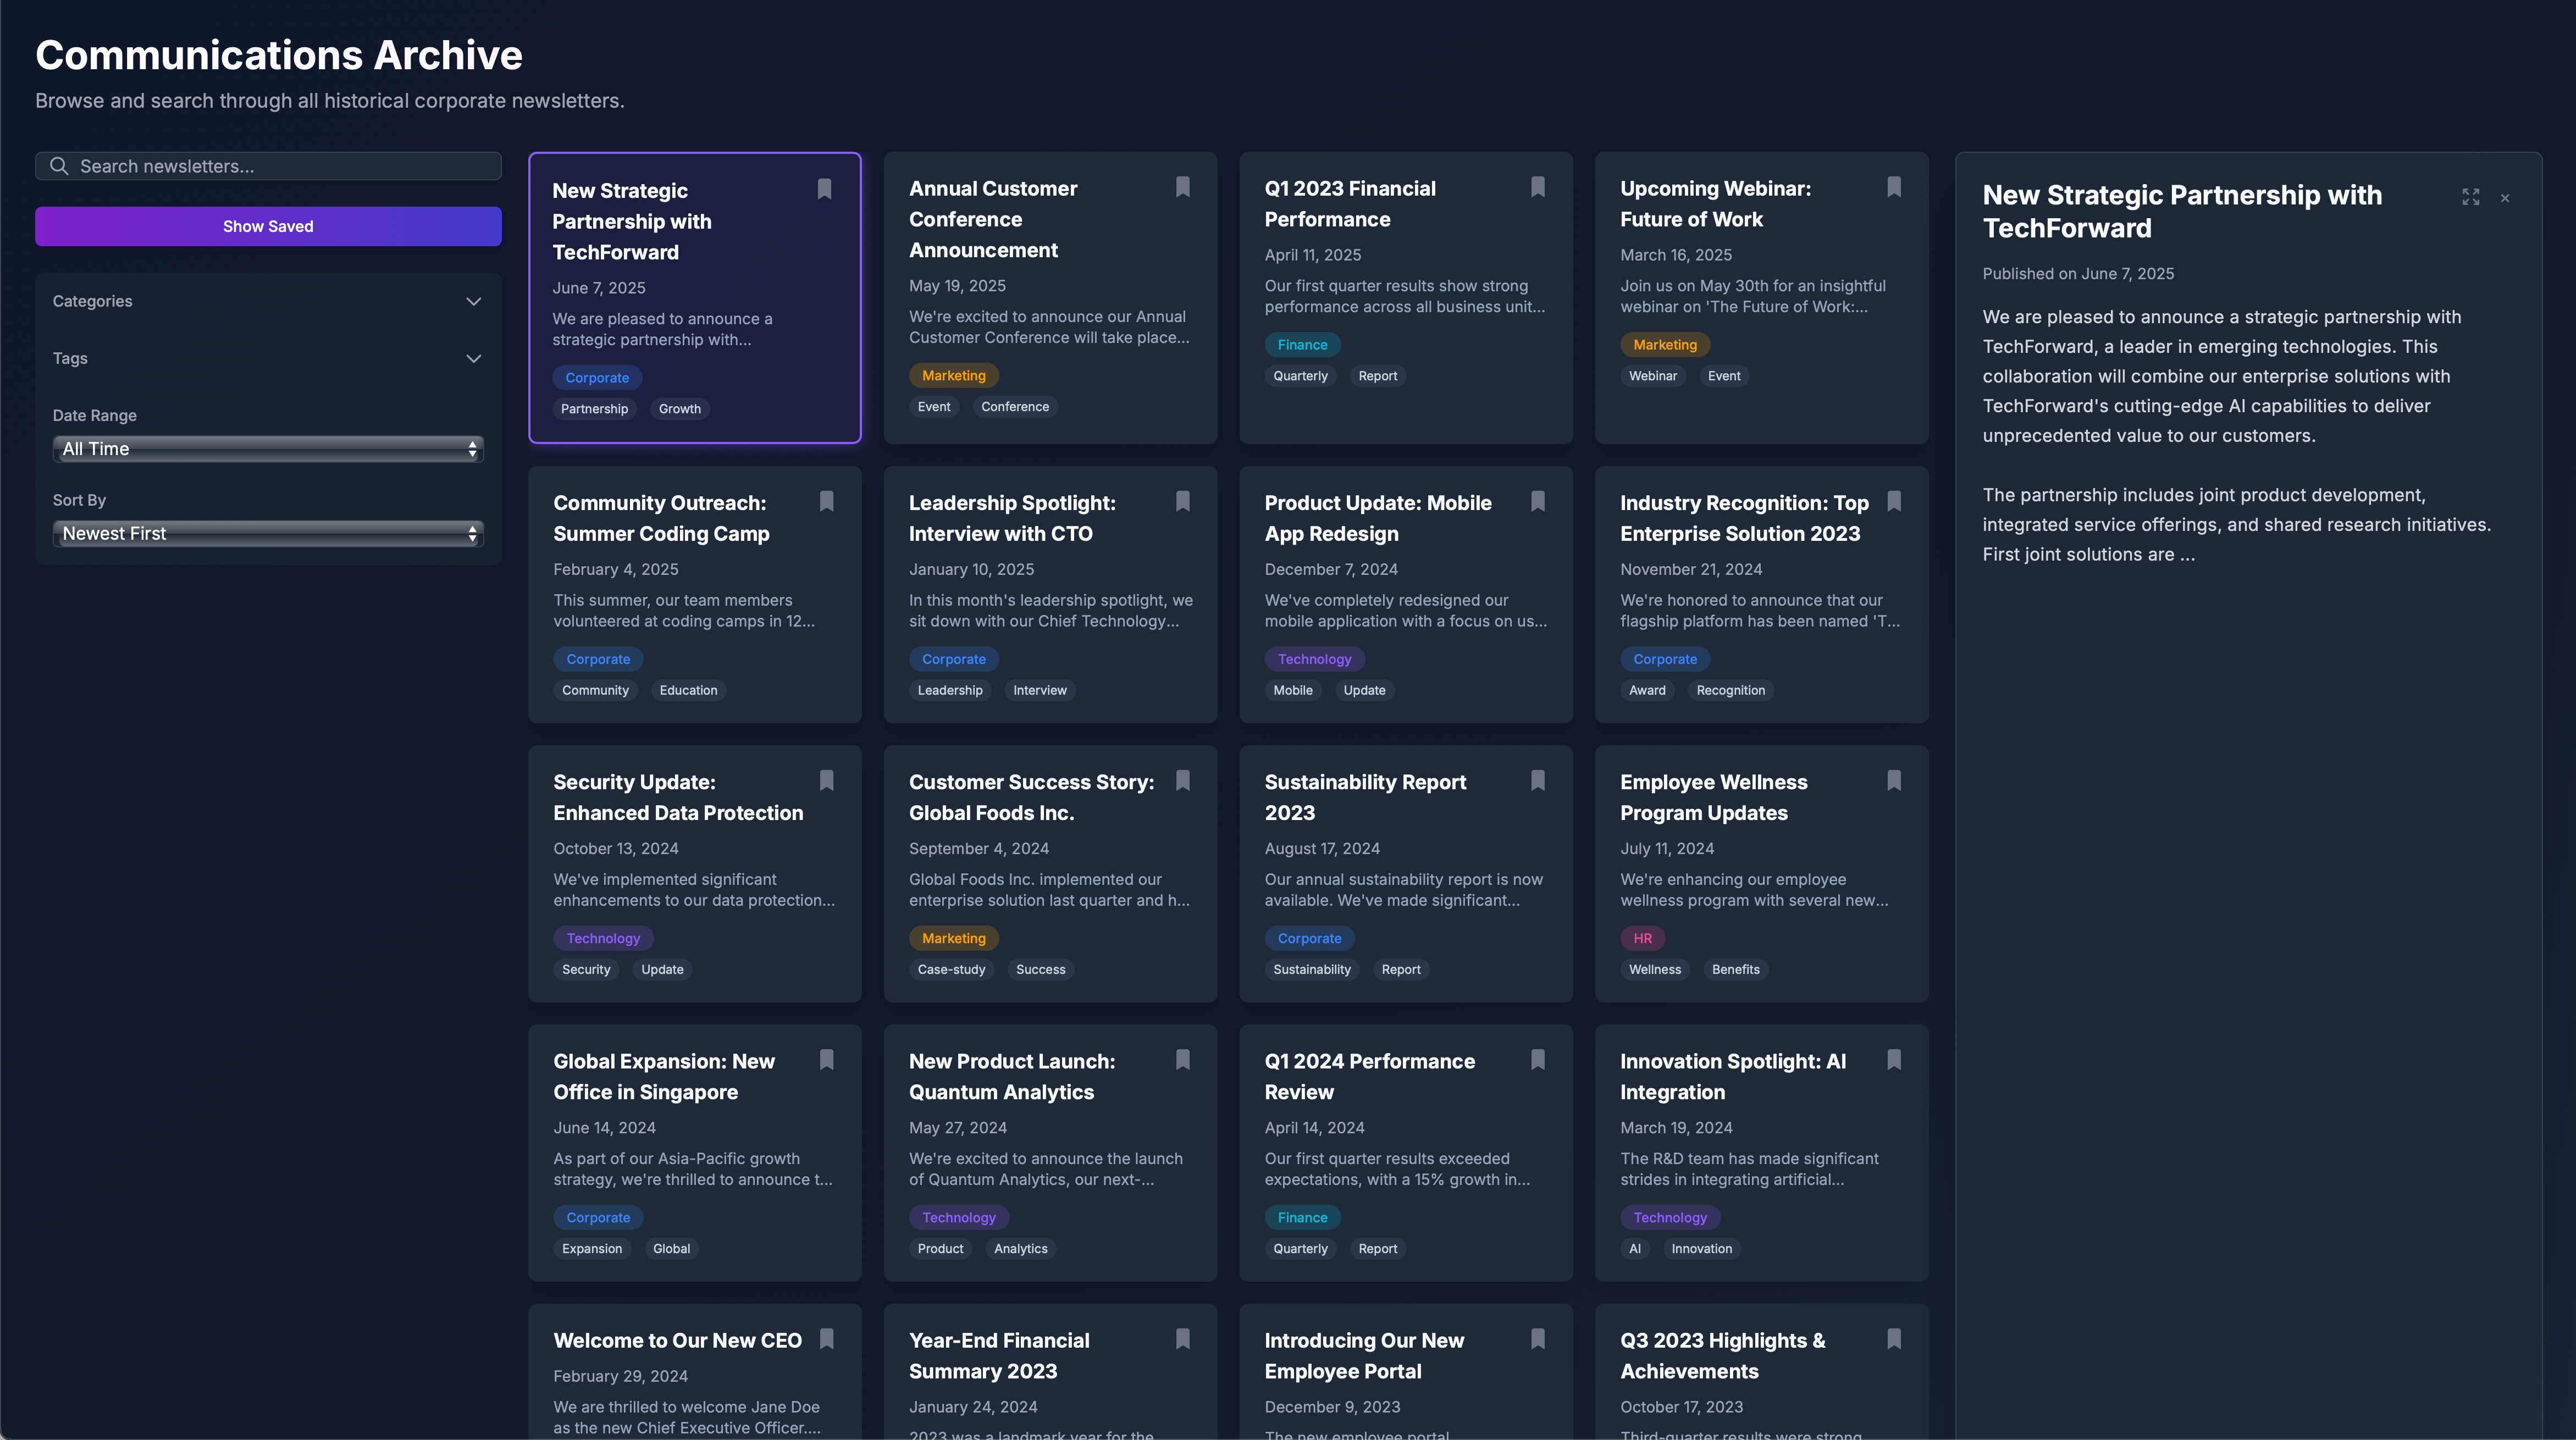 Communications Archive
Browse and search through all historical corporate newsletters.
Search newsletters...
Show Saved
Categories
Tags
Date Range
All Time
Sort By
Newest First
New Strategic
Partnership with
TechForward
June 7, 2025
We are pleased to announce a
strategic partnership with...
Corporate
Partnership Growth
Annual Customer
Conference
Announcement
May 19, 2025
We're excited to announce our Annual
Customer Conference will take place...
Marketing
Event Conference
Q1 2023 Financial
Performance
April 11, 2025
Our first quarter results show strong
performance across all business unit...
Finance
Quarterly Report
Upcoming Webinar:
Future of Work
March 16, 2025
Join us on May 30th for an insightful
webinar on 'The Future of Work:...
Marketing
Webinar Event
Community Outreach:
Summer Coding Camp
February 4, 2025
This summer, our team members
volunteered at coding camps in 12...
Corporate
Community Education
Leadership Spotlight:
Interview with CTO
January 10, 2025
In this month's leadership spotlight, we
sit down with our Chief Technology...
Corporate
Leadership Interview
Product Update: Mobile
App Redesign
December 7, 2024
We've completely redesigned our
mobile application with a focus on us...
Technology
Mobile Update
Industry Recognition: Top
Enterprise Solution 2023
November 21, 2024
We're honored to announce that our
flagship platform has been named 'T...
Corporate
Award Recognition
Security Update:
Enhanced Data Protection
October 13, 2024
We've implemented significant
enhancements to our data protection...
Technology
Security Update
Customer Success Story:
Global Foods Inc.
September 4, 2024
Global Foods Inc. implemented our
enterprise solution last quarter and h...
Marketing
Case-study Success
Sustainability Report
2023
August 17, 2024
Our annual sustainability report is now
available. We've made significant...
Corporate
Sustainability Report
Employee Wellness
Program Updates
July 11, 2024
We're enhancing our employee
wellness program with several new...
HR
Wellness Benefits
Global Expansion: New
Office in Singapore
June 14, 2024
As part of our Asia-Pacific growth
strategy, we're thrilled to announce t...
Corporate
Expansion Global
New Product Launch:
Quantum Analytics
May 27, 2024
We're excited to announce the launch
of Quantum Analytics, our next-...
Technology
Product Analytics
Q1 2024 Performance
Review
April 14, 2024
Our first quarter results exceeded
expectations, with a 15% growth in...
Finance
Quarterly Report
Innovation Spotlight: AI
Integration
March 19, 2024
The R&D team has made significant
strides in integrating artificial...
Technology
AI Innovation
Welcome to Our New CEO
February 29, 2024
We are thrilled to welcome Jane Doe
as the new Chief Executive Officer....
Year-End Financial
Summary 2023
January 24, 2024
2023 was a landmark year for the
Introducing Our New
Employee Portal
December 9, 2023
The new employee portal
Q3 2023 Highlights &
Achievements
October 17, 2023
Third-quarter results were strong
New Strategic Partnership with
TechForward
×
Published on June 7, 2025
We are pleased to announce a strategic partnership with
TechForward, a leader in emerging technologies. This
collaboration will combine our enterprise solutions with
TechForward's cutting-edge AI capabilities to deliver
unprecedented value to our customers.
The partnership includes joint product development,
integrated service offerings, and shared research initiatives.
First joint solutions are ...